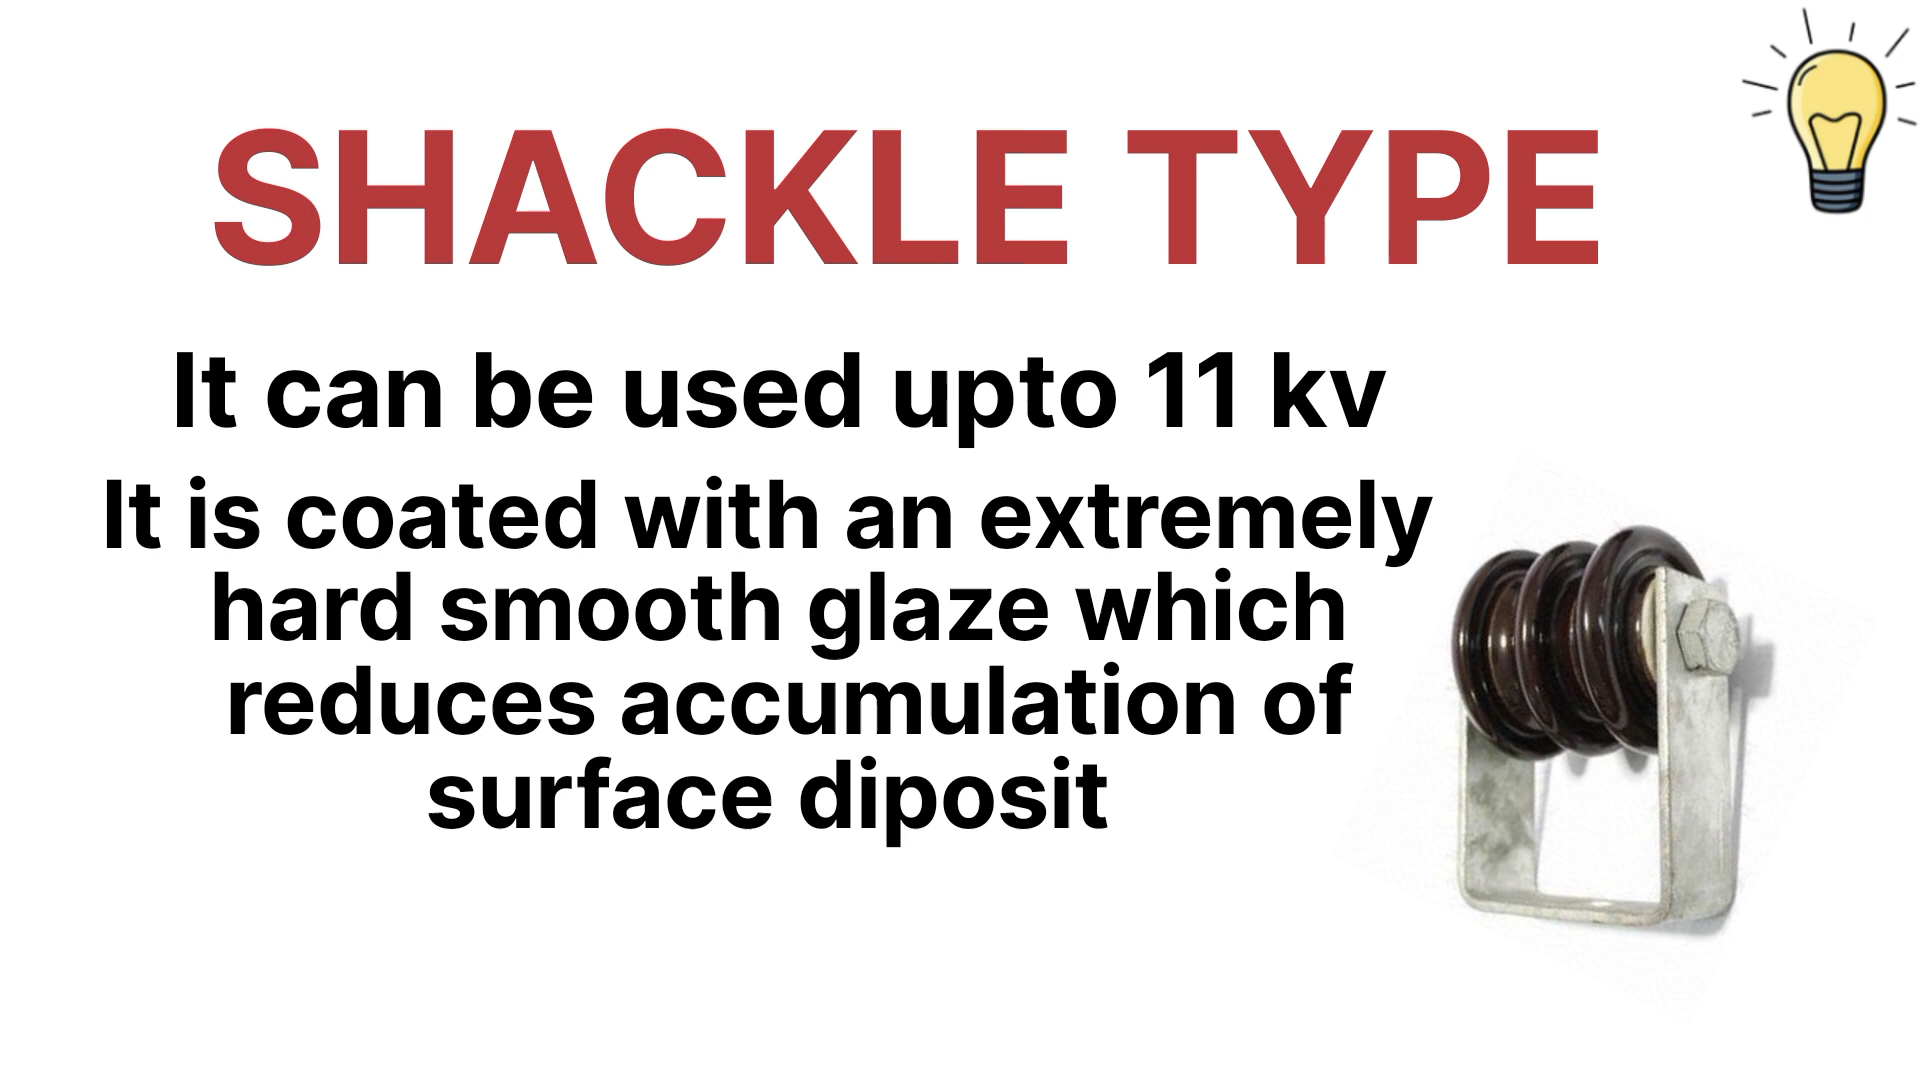 SHACKLE TYPE
It can be used upto 11 kv
It is coated with an extremely
hard smooth glaze which
reduces accumulation of
surface diposit